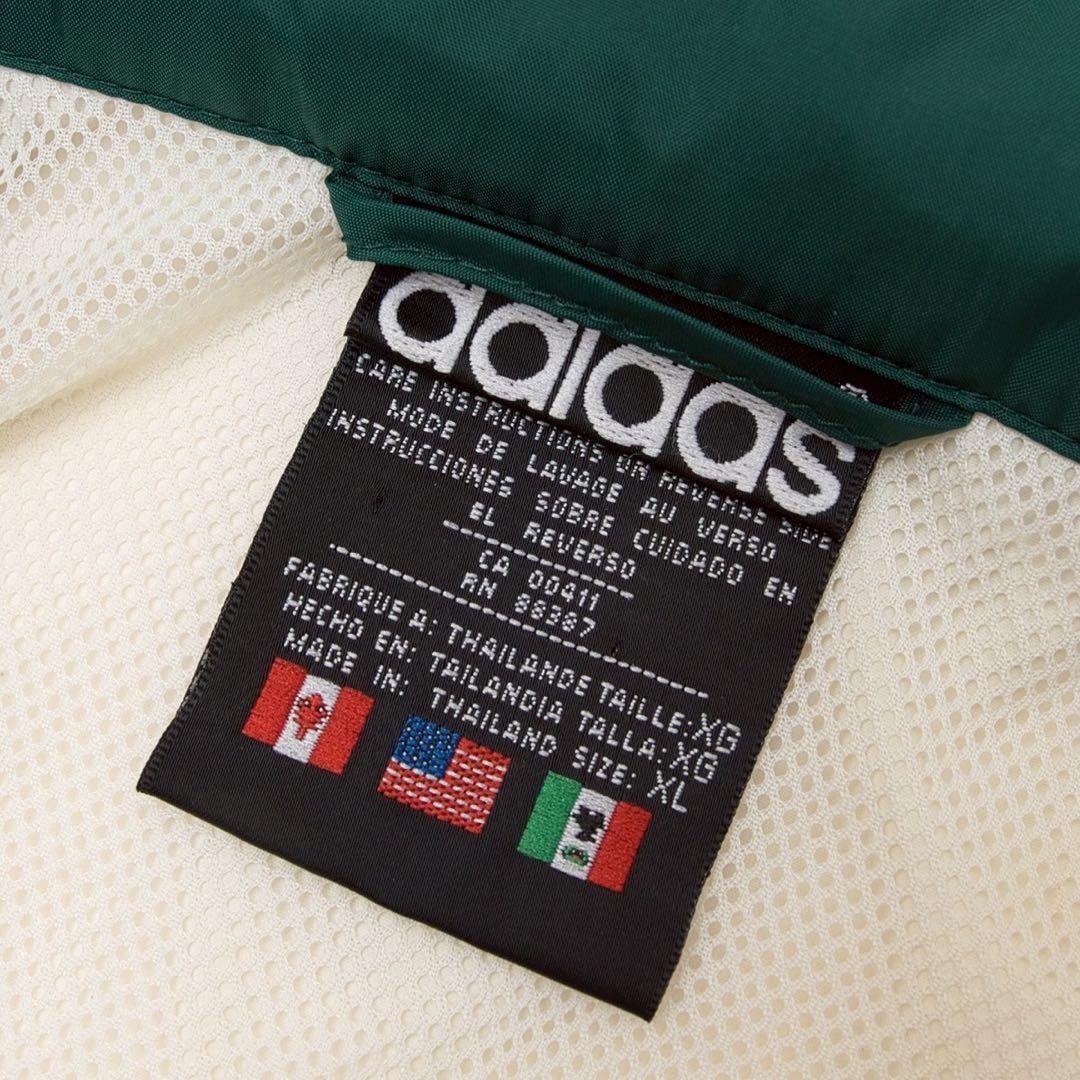 adidas
CARE INSTRUCTIONS ON REVERSE SIDE
MODE DE LAVAGE AU VERSO
INSTRUCCIONES SOBRE CUIDADO EN
EL REVERSO
CA 00411
RN 88387
FABRIQUE A: THAILANDE TAILLE: XG
HECHO EN: TAILANDIA TALLA: XG
MADE IN: THAILAND SIZE: XL